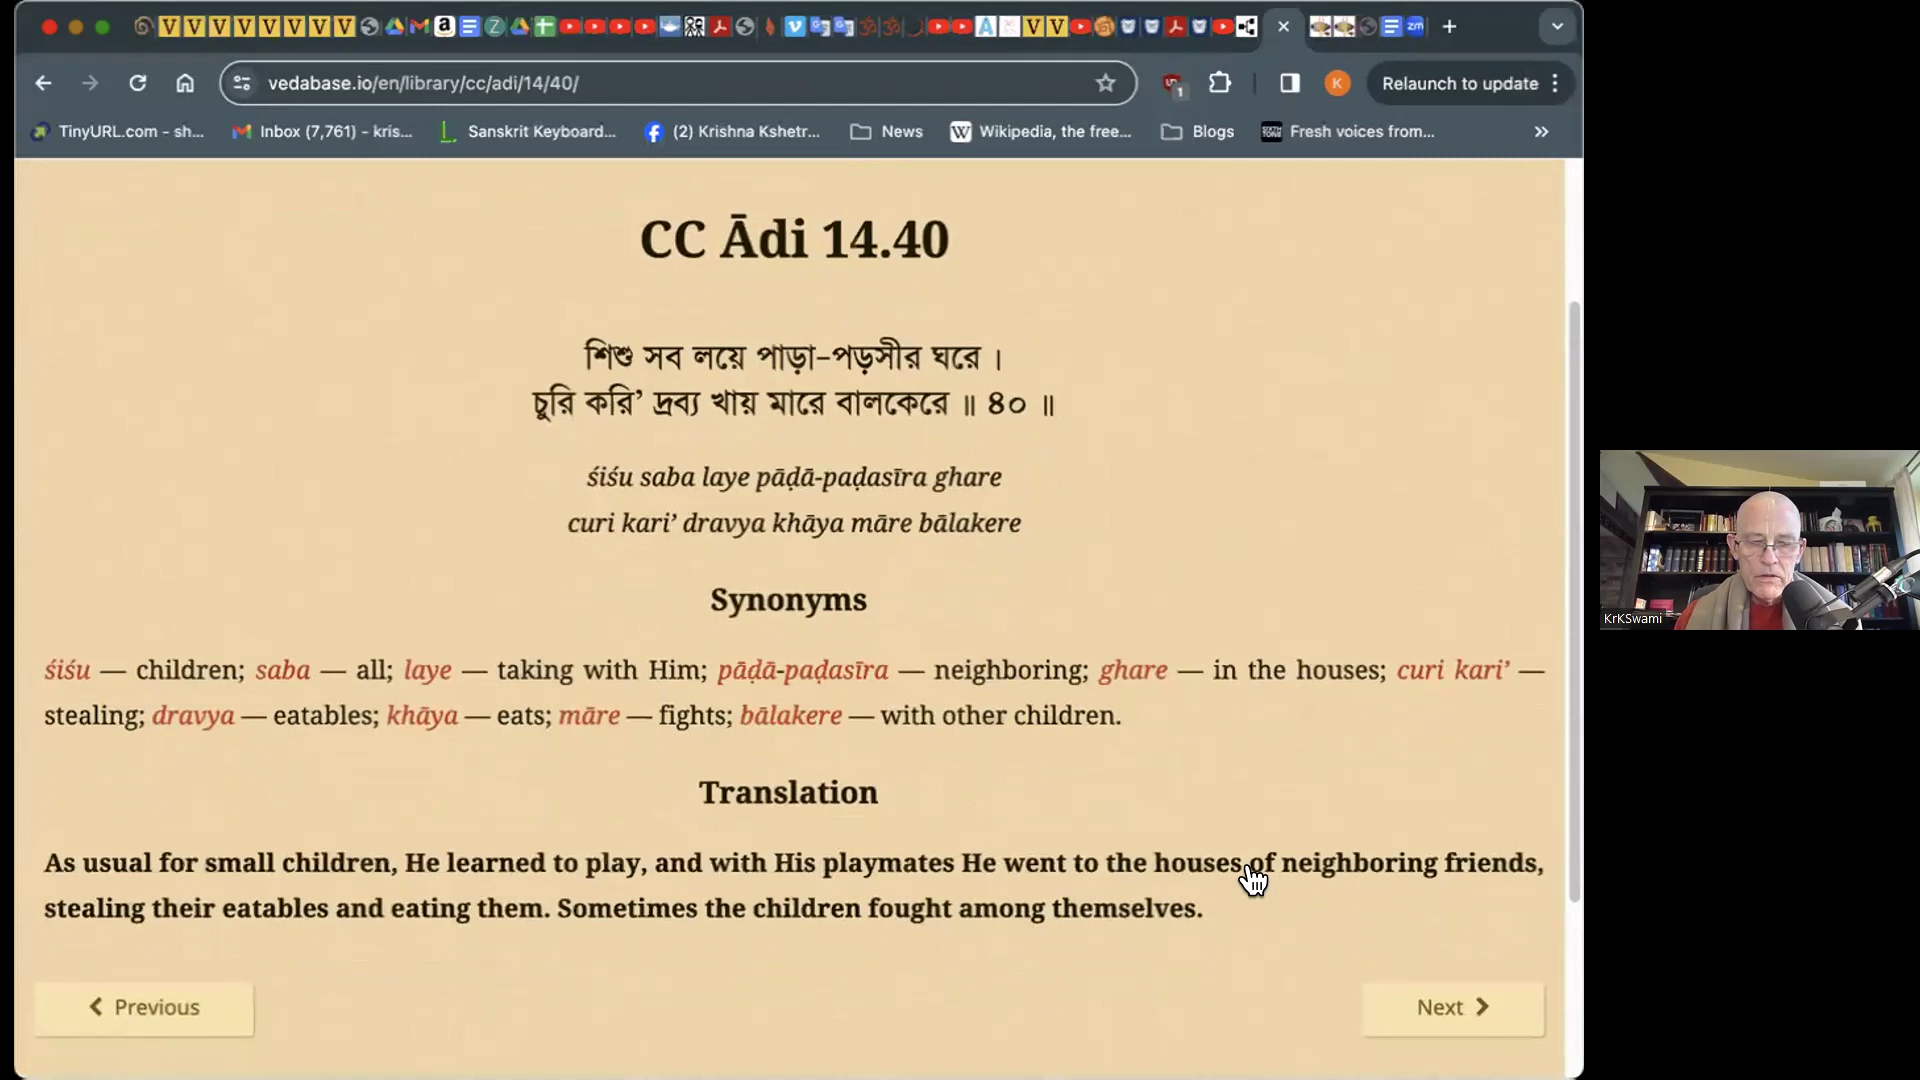 vedabase.io/en/library/cc/adi/14/40/
Relaunch to update
TinyURL.com - sh...
Inbox (7,761) - kris...
Sanskrit Keyboard...
(2) Krishna Kshetr...
News
Wikipedia, the free...
Blogs
Fresh voices from...
CC Ādi 14.40
শিশু সব লয়ে পাড়া-পড়সীর ঘরে ।
চুরি করি’ দ্রব্য খায় মারে বালকেরে ॥ ৪০ ॥
śiśu saba laye pāḍā-paḍasīra ghare
curi kari’ dravya khāya māre bālakere
Synonyms
śiśu — children; saba — all; laye — taking with Him; pāḍā-paḍasīra — neighboring; ghare — in the houses; curi kari’ —
stealing; dravya — eatables; khāya — eats; māre — fights; bālakere — with other children.
Translation
As usual for small children, He learned to play, and with His playmates He went to the houses of neighboring friends,
stealing their eatables and eating them. Sometimes the children fought among themselves.
Previous
Next
KrKSwami